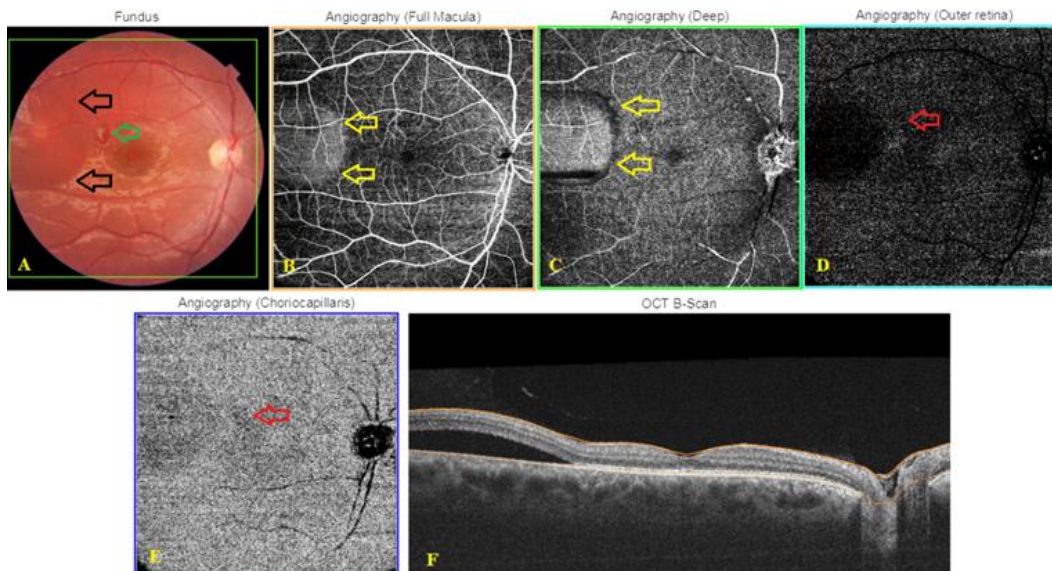 Fundus
Angiography (Full Macula)
Angiography (Deep)
Angiography (Outer retina)
A
B
C
D
Angiography (Choriocapillaris)
OCT B-Scan
E
F